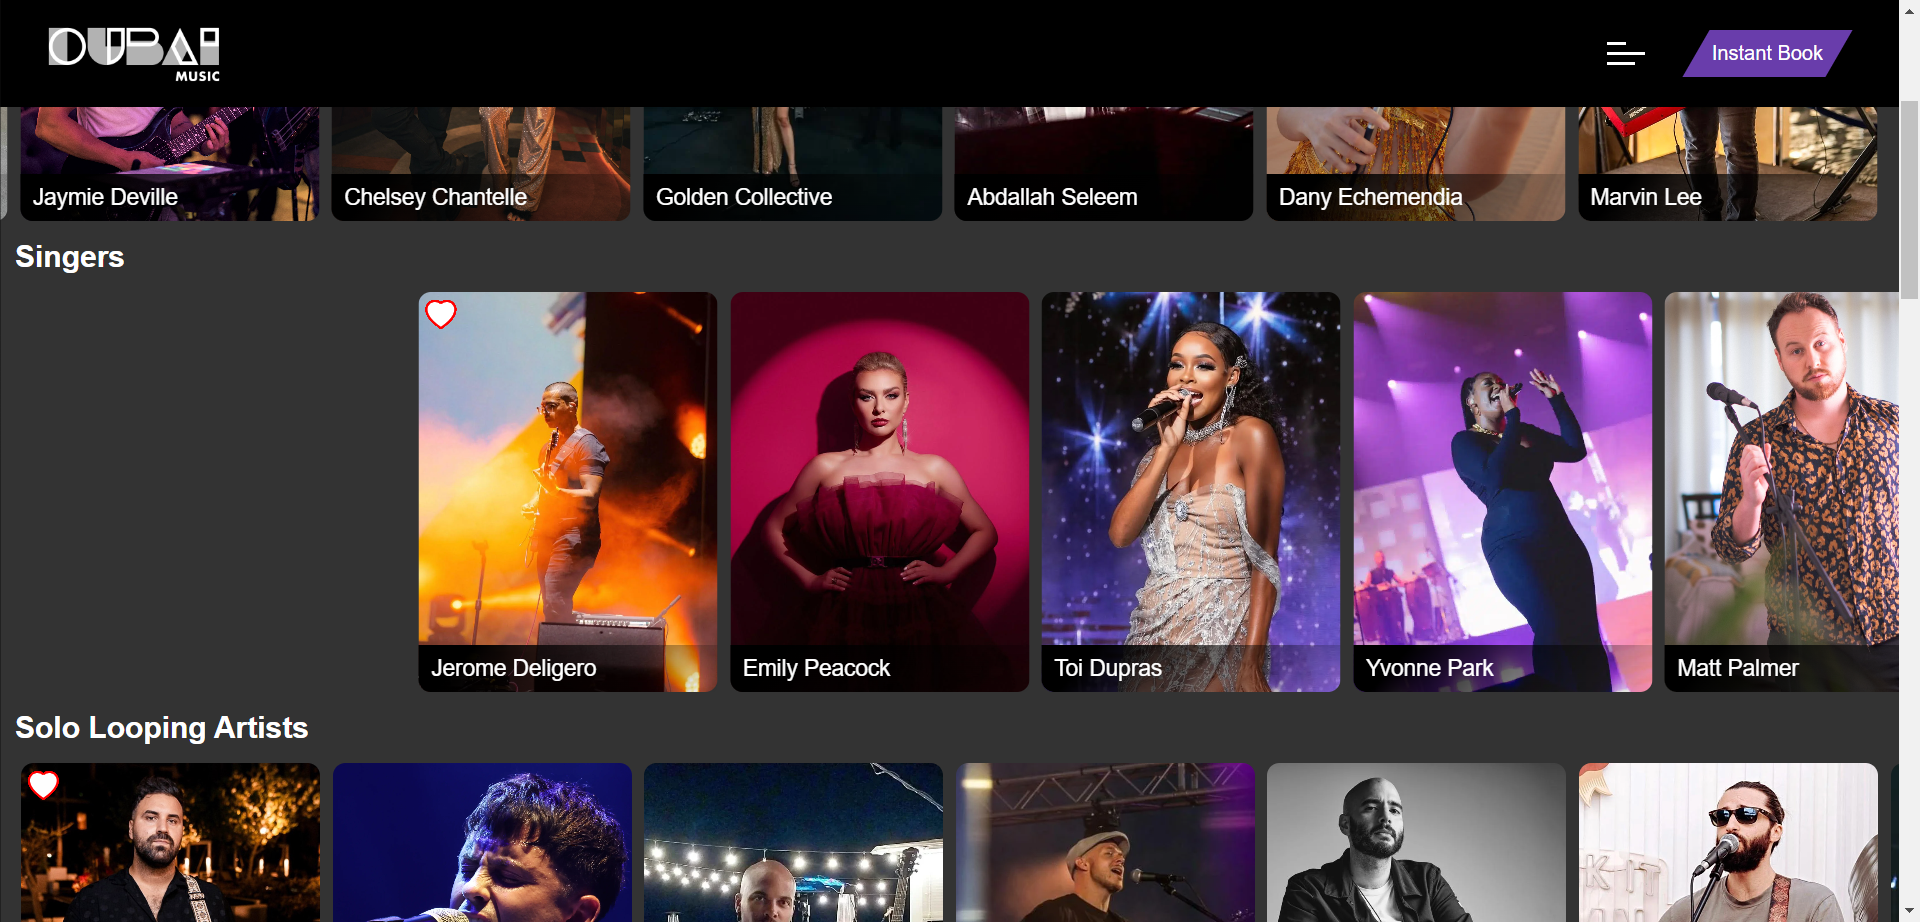 DUBAI
MUSIC
Instant Book
Jaymie Deville
Chelsey Chantelle
Golden Collective
Abdallah Seleem
Dany Echemendia
Marvin Lee
Singers
Jerome Deligero
Emily Peacock
Toi Dupras
Yvonne Park
Matt Palmer
Solo Looping Artists